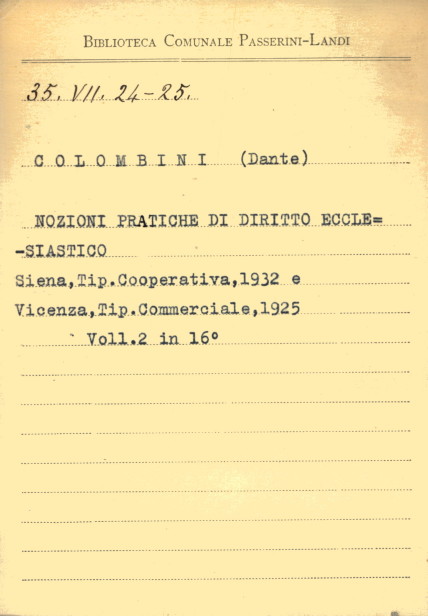 BIBLIOTECA COMUNALE PASSERINI-LANDI
35. VII. 24-25.
COLOMBINI (Dante)
NOZIONI PRATICHE DI DIRITTO ECCLE=
-SIASTICO
Siena,Tip.Cooperativa,1932 e
Vicenza,Tip.Commerciale,1925
Voll.2 in 16°